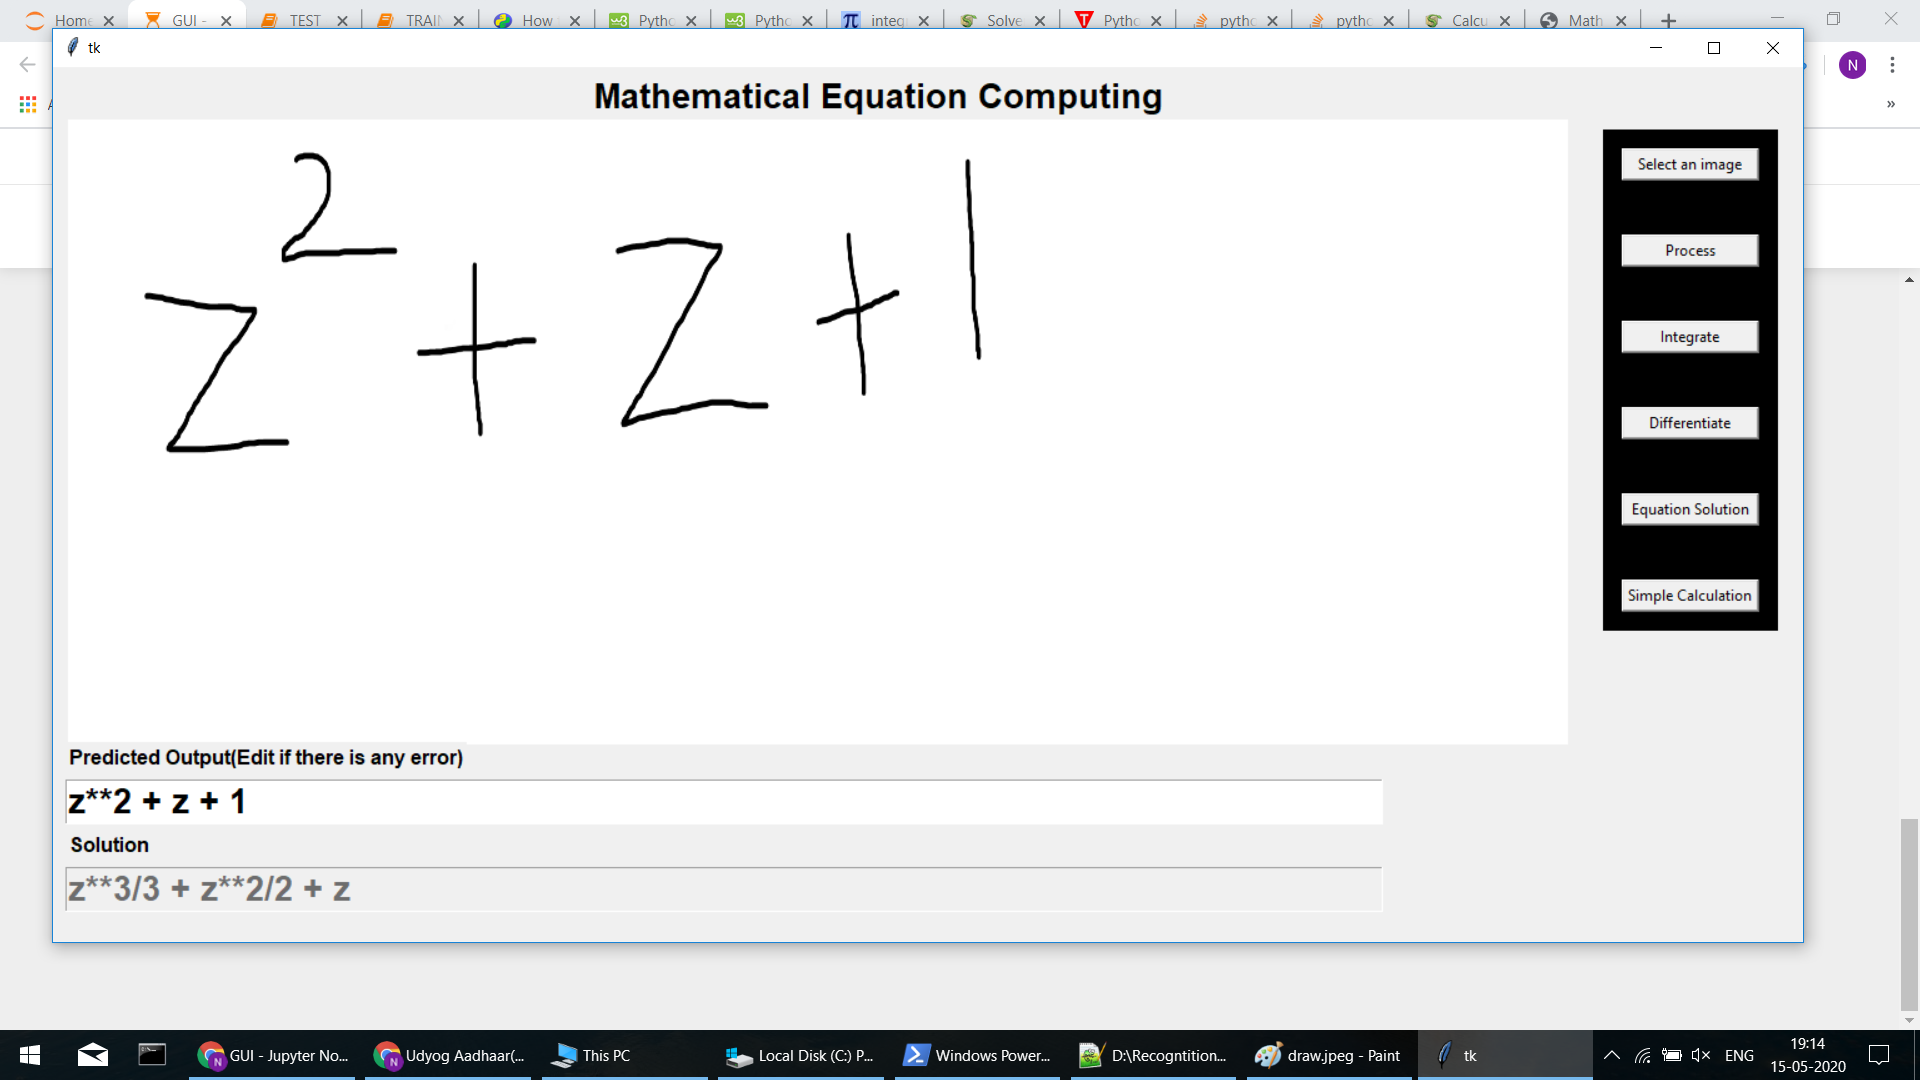 Home GUI - TEST TRAIN How Pytho Pytho integ Solve Pytho pytho pytho Calcu Math
tk
N
Mathematical Equation Computing
z² + z + 1
Select an image
Process
Integrate
Differentiate
Equation Solution
Simple Calculation
Predicted Output(Edit if there is any error)
z**2 + z + 1
Solution
z**3/3 + z**2/2 + z
GUI - Jupyter No... Udyog Aadhaar(... This PC Local Disk (C:) P... Windows Power... D:\Recogntition... draw.jpeg - Paint tk ENG 19:14
15-05-2020